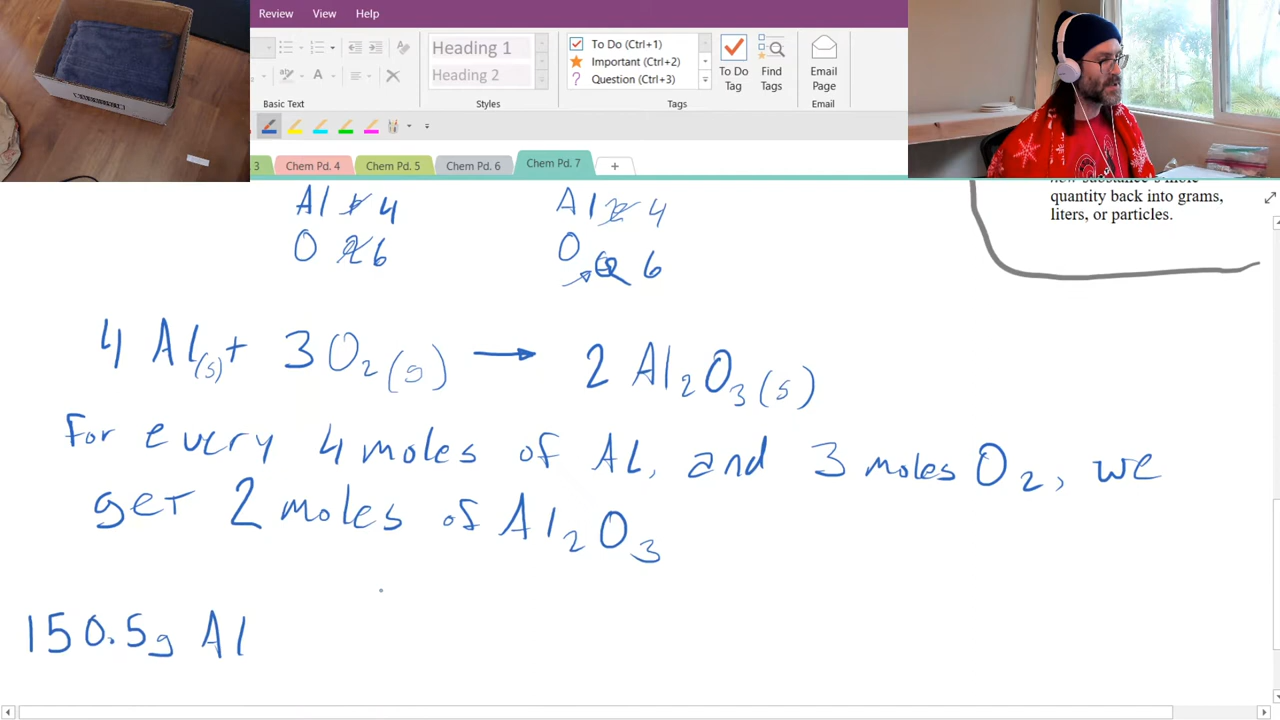 Review View Help
Heading 1
Heading 2
To Do (Ctrl+1)
Important (Ctrl+2)
Question (Ctrl+3)
To Do Tag
Find Tags
Email Page
Basic Text
Styles
Tags
Email
3 Chem Pd. 4 Chem Pd. 5 Chem Pd. 6 Chem Pd. 7
quantity back into grams,
liters, or particles.
Al 4 Al 2 4
O 2 6 O 6
4 Al(s) + 3 O2(g) → 2 Al2O3(s)
For every 4 moles of Al, and 3 moles O2, we
get 2 moles of Al2O3
150.5g Al